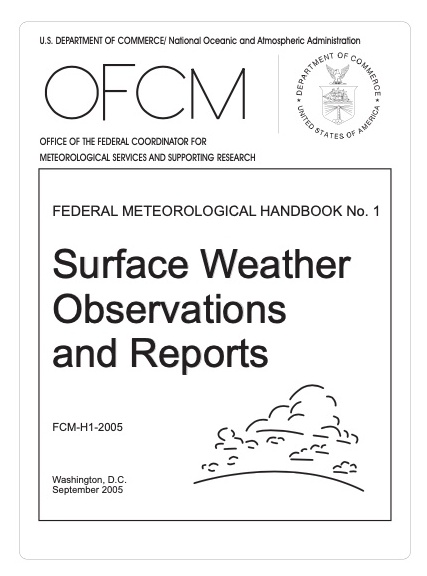 U.S. DEPARTMENT OF COMMERCE/ National Oceanic and Atmospheric Administration
OFCM
DEPARTMENT OF COMMERCE
UNITED STATES OF AMERICA
OFFICE OF THE FEDERAL COORDINATOR FOR
METEOROLOGICAL SERVICES AND SUPPORTING RESEARCH
FEDERAL METEOROLOGICAL HANDBOOK No. 1
Surface Weather
Observations
and Reports
FCM-H1-2005
Washington, D.C.
September 2005